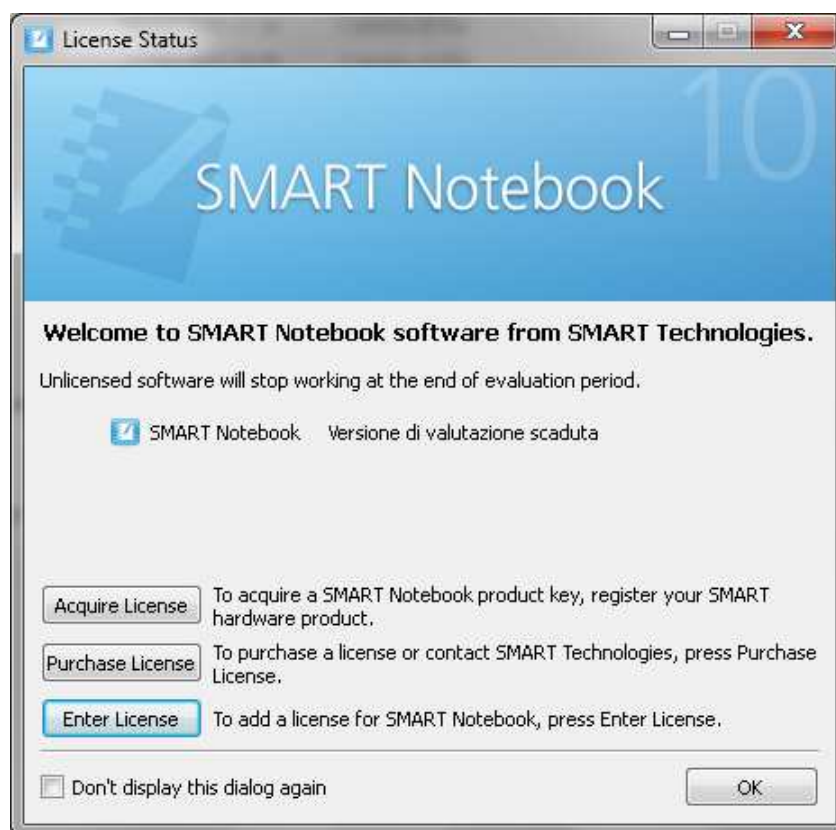 License Status
10
SMART Notebook
Welcome to SMART Notebook software from SMART Technologies.
Unlicensed software will stop working at the end of evaluation period.
SMART Notebook Versione di valutazione scaduta
Acquire License To acquire a SMART Notebook product key, register your SMART
hardware product.
Purchase License To purchase a license or contact SMART Technologies, press Purchase
License.
Enter License To add a license for SMART Notebook, press Enter License.
Don't display this dialog again OK